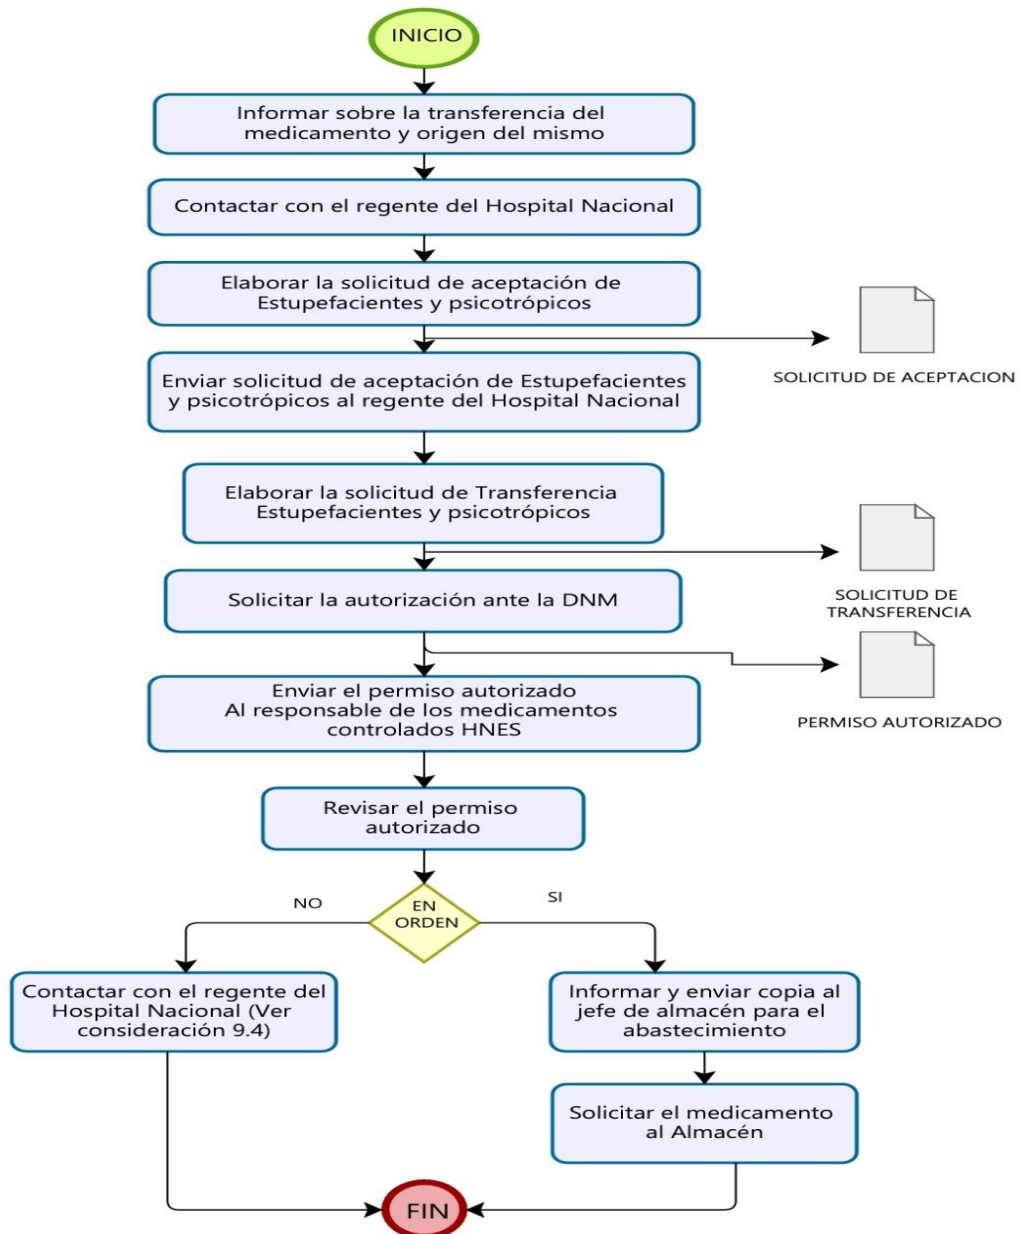 INICIO
Informar sobre la transferencia del
medicamento y origen del mismo
Contactar con el regente del Hospital Nacional
Elaborar la solicitud de aceptación de
Estupefacientes y psicotrópicos
SOLICITUD DE ACEPTACION
Enviar solicitud de aceptación de Estupefacientes
y psicotrópicos al regente del Hospital Nacional
Elaborar la solicitud de Transferencia
Estupefacientes y psicotrópicos
SOLICITUD DE
TRANSFERENCIA
Solicitar la autorización ante la DNM
PERMISO AUTORIZADO
Enviar el permiso autorizado
Al responsable de los medicamentos
controlados HNES
Revisar el permiso
autorizado
EN
ORDEN
NO
SI
Contactar con el regente del
Hospital Nacional (Ver
consideración 9.4)
Informar y enviar copia al
jefe de almacén para el
abastecimiento
Solicitar el medicamento
al Almacén
FIN